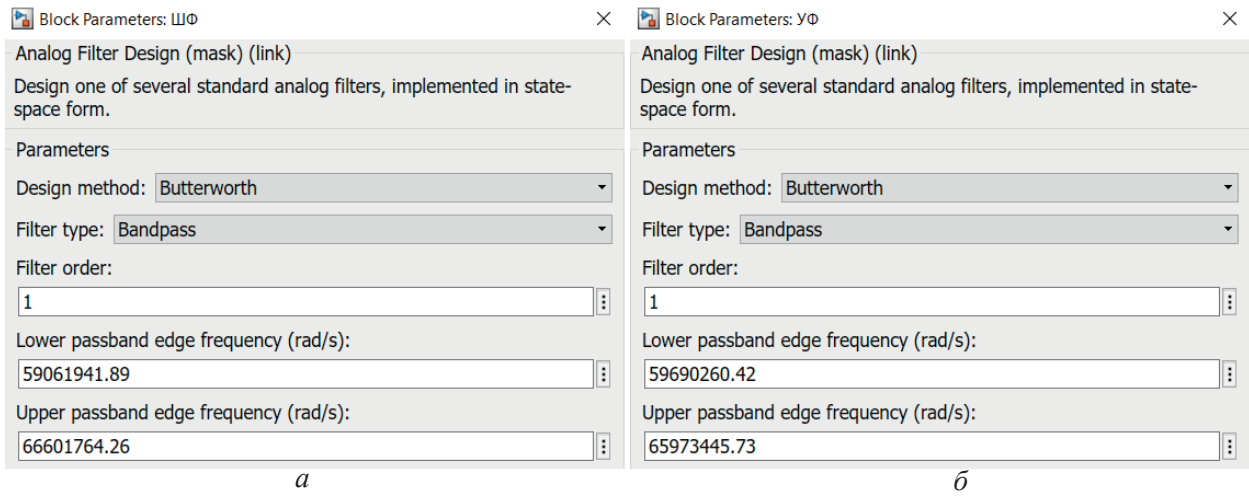 Block Parameters: ШФ
Analog Filter Design (mask) (link)
Design one of several standard analog filters, implemented in state-
space form.
Parameters
Design method: Butterworth
Filter type: Bandpass
Filter order:
1
Lower passband edge frequency (rad/s):
59061941.89
Upper passband edge frequency (rad/s):
66601764.26
а
Block Parameters: УФ
Analog Filter Design (mask) (link)
Design one of several standard analog filters, implemented in state-
space form.
Parameters
Design method: Butterworth
Filter type: Bandpass
Filter order:
1
Lower passband edge frequency (rad/s):
59690260.42
Upper passband edge frequency (rad/s):
65973445.73
б